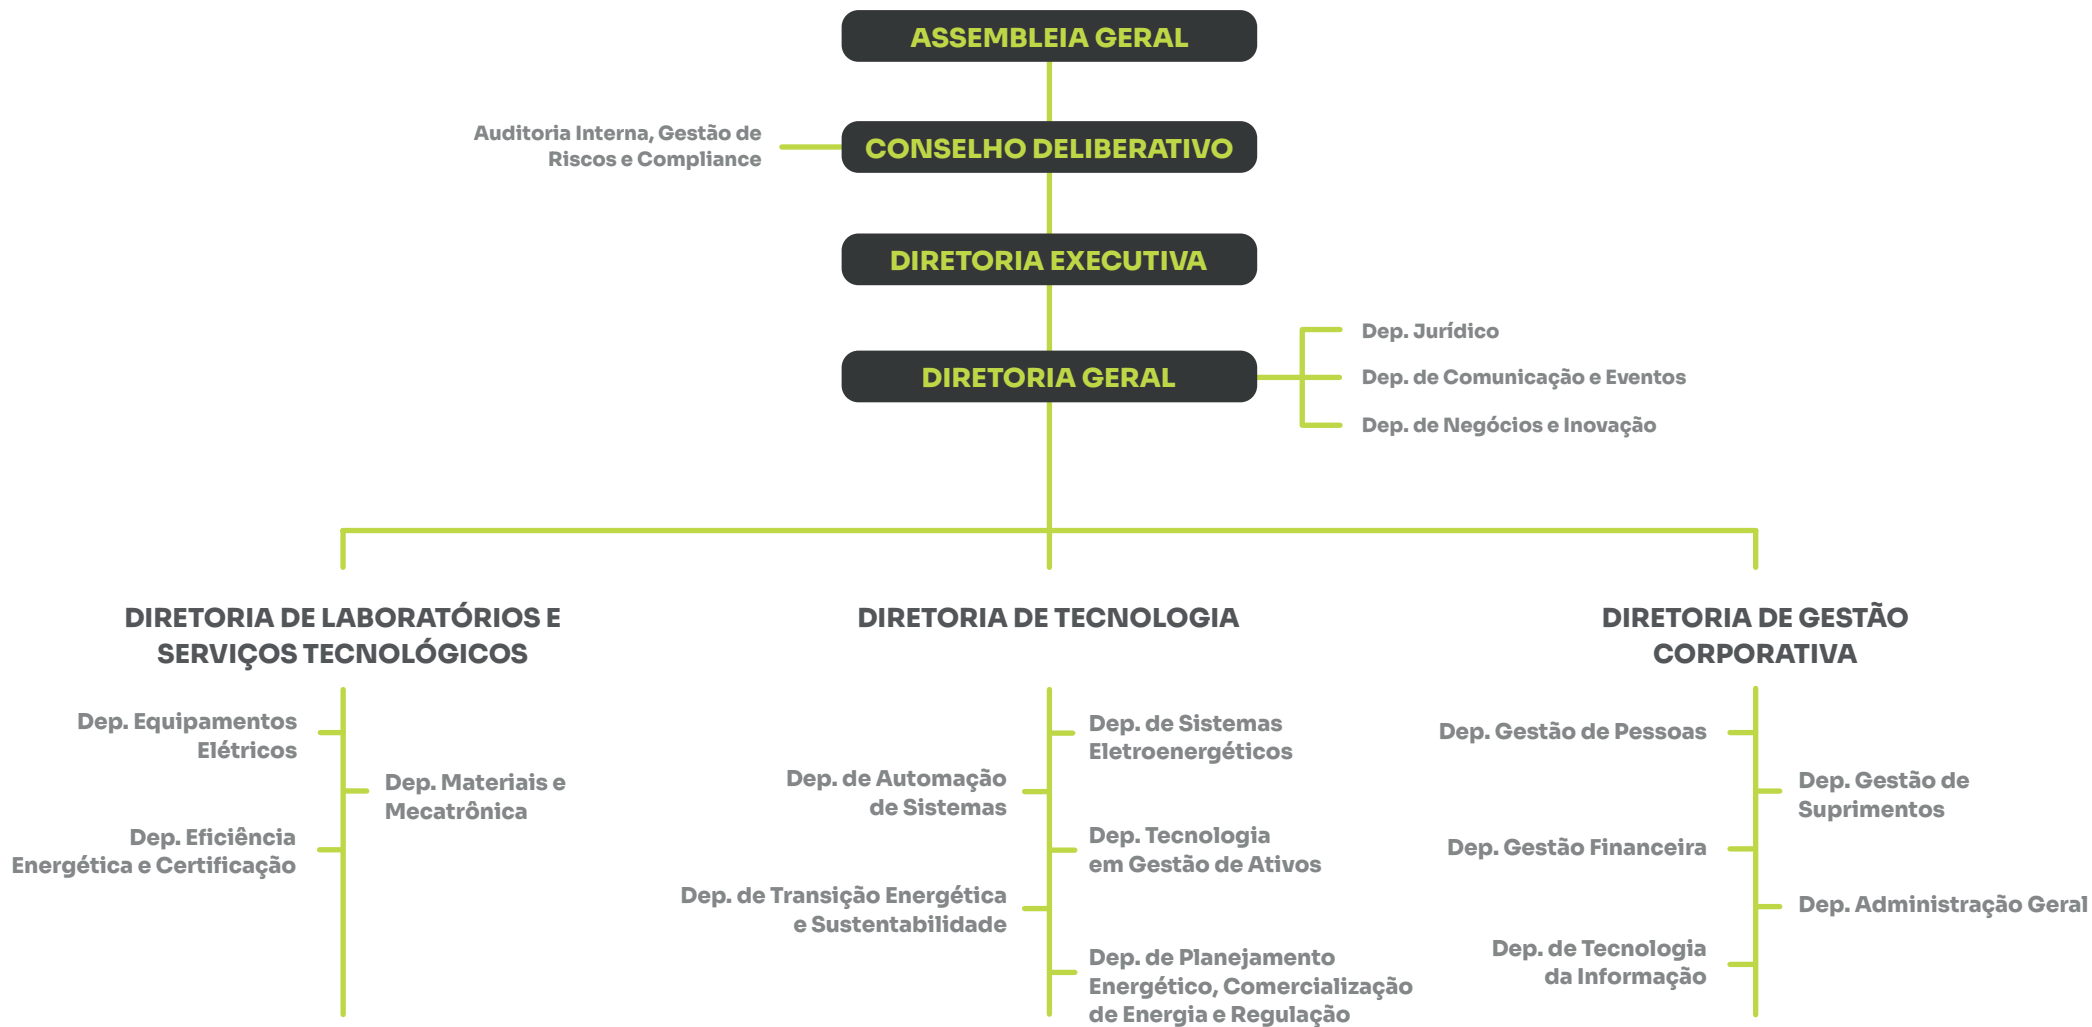 ASSEMBLEIA GERAL
Auditoria Interna, Gestão de
Riscos e Compliance
CONSELHO DELIBERATIVO
DIRETORIA EXECUTIVA
DIRETORIA GERAL
Dep. Jurídico
Dep. de Comunicação e Eventos
Dep. de Negócios e Inovação
DIRETORIA DE LABORATÓRIOS E
SERVIÇOS TECNOLÓGICOS
Dep. Equipamentos
Elétricos
Dep. Materiais e
Mecatrônica
Dep. Eficiência
Energética e Certificação
DIRETORIA DE TECNOLOGIA
Dep. de Sistemas
Eletroenergéticos
Dep. de Automação
de Sistemas
Dep. Tecnologia
em Gestão de Ativos
Dep. de Transição Energética
e Sustentabilidade
Dep. de Planejamento
Energético, Comercialização
de Energia e Regulação
DIRETORIA DE GESTÃO
CORPORATIVA
Dep. Gestão de Pessoas
Dep. Gestão de
Suprimentos
Dep. Gestão Financeira
Dep. Administração Geral
Dep. de Tecnologia
da Informação